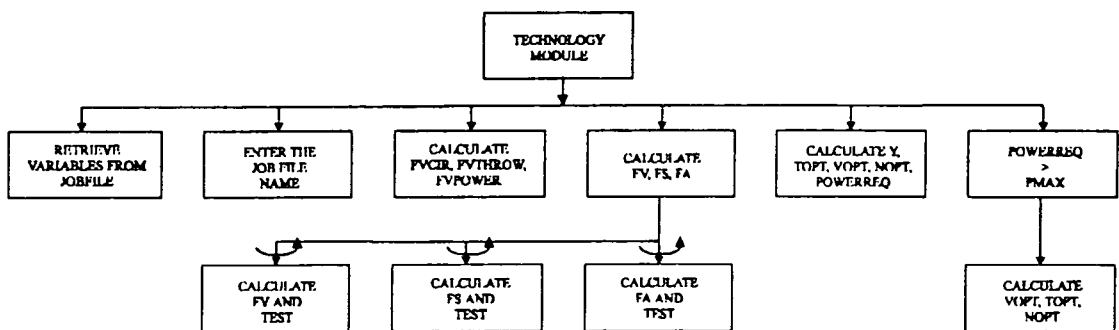 TECHNOLOGY
MODULE
RETRIEVE
VARIABLES FROM
JOBFILE
ENTER THE
JOB FILE
NAME
CALCULATE
FVCIR, FVTHROW,
FVPOWER
CALCULATE
FV, FS, FA
CALCULATE Y,
TOPT, VOPT, NOPT,
POWERREQ
POWERREQ
>
PMAX
CALCULATE
FV AND
TEST
CALCULATE
FS AND
TEST
CALCULATE
FA AND
TEST
CALCULATE
VOPT, TOPT,
NOPT